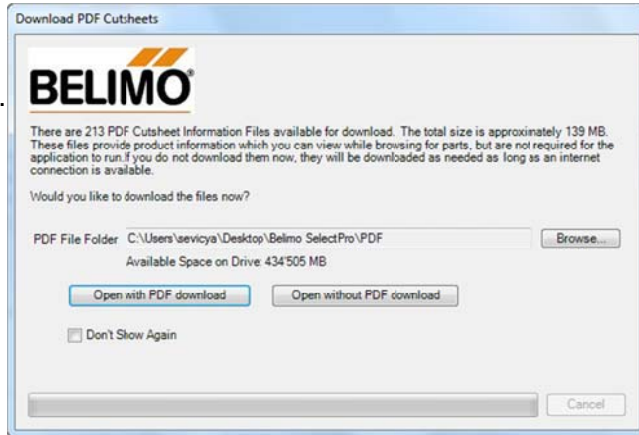 Download PDF Cutsheets
BELIMO®
There are 213 PDF Cutsheet Information Files available for download. The total size is approximately 139 MB.
These files provide product information which you can view while browsing for parts, but are not required for the
application to run.If you do not download them now, they will be downloaded as needed as long as an internet
connection is available.
Would you like to download the files now?
PDF File Folder C:\Users\sevicya\Desktop\Belimo SelectPro\PDF Browse...
Available Space on Drive: 434'505 MB
Open with PDF download Open without PDF download
Don't Show Again
Cancel